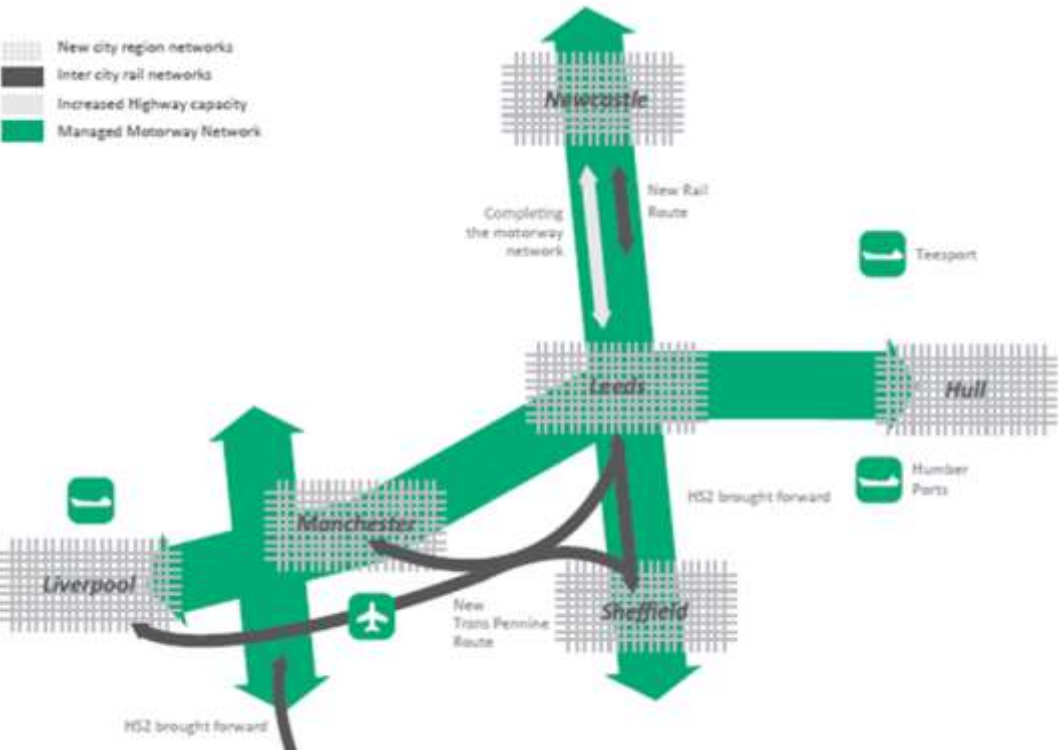 New city region networks
Inter city rail networks
Increased Highway capacity
Managed Motorway Network
Newcastle
New Rail
Route
Completing
the motorway
network
Teesport
Leeds
Hull
Humber
Ports
HS2 brought forward
Manchester
Liverpool
New
Trans Pennine
Route
Sheffield
HS2 brought forward